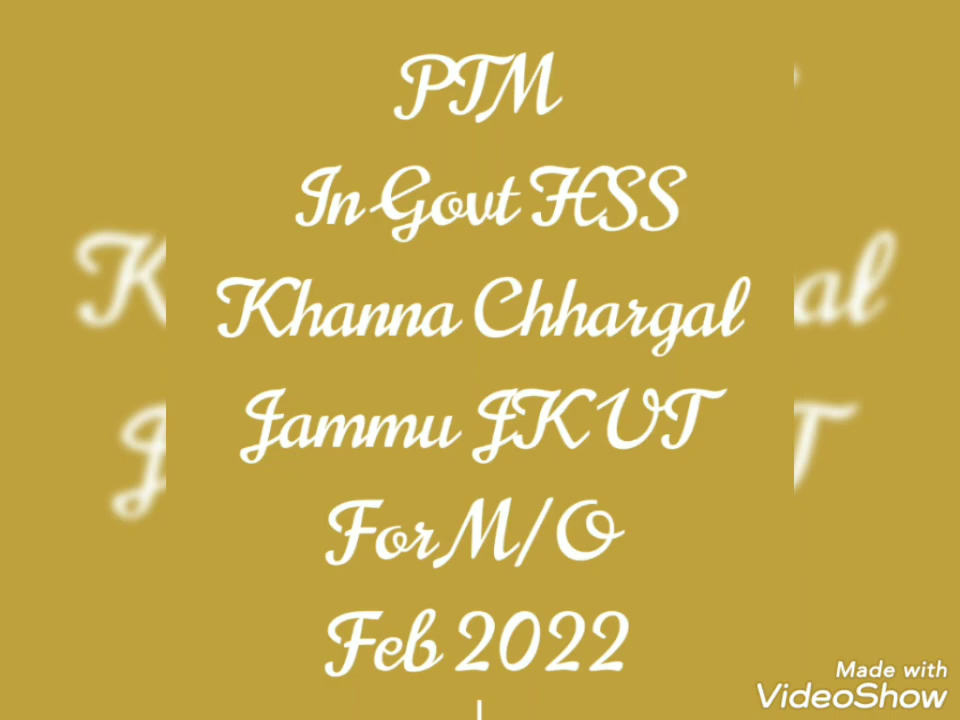 PTM
In Govt HSS
Khanna Chhargal
Jammu JK UT
For M/O
Feb 2022
Made with
VideoShow